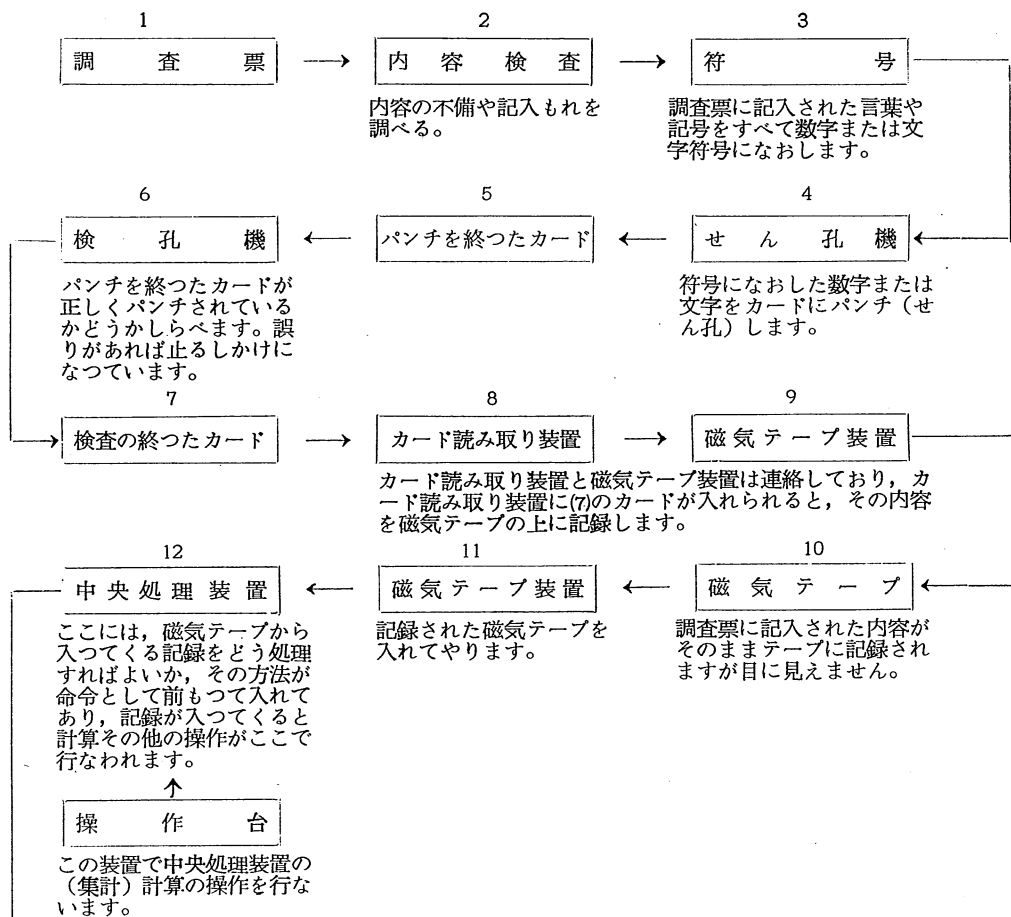 1
調査票
2
内容検査
内容の不備や記入もれを
調べる。
3
符号
調査票に記入された言葉や
記号をすべて数字または文
字符号になおします。
4
せん孔機
符号になおした数字または
文字をカードにパンチ（せ
ん孔）します。
5
パンチを終つたカード
6
検孔機
パンチを終つたカードが
正しくパンチされている
かどうかしらべます。誤
りがあれば止るしかけに
なつています。
7
検査の終つたカード
8
カード読み取り装置
9
磁気テープ装置
カード読み取り装置と磁気テープ装置は連絡しており，カ
ード読み取り装置に(7)のカードが入れられると，その内容
を磁気テープの上に記録します。
10
磁気テープ
調査票に記入された内容が
そのままテープに記録され
ますが目に見えません。
11
磁気テープ装置
記録された磁気テープを
入れてやります。
12
中央処理装置
ここには，磁気テープから
入つてくる記録をどう処理
すればよいか，その方法が
命令として前もつて入れて
あり，記録が入つてくると
計算その他の操作がここで
行なわれます。
操作台
この装置で中央処理装置の
（集計）計算の操作を行な
います。